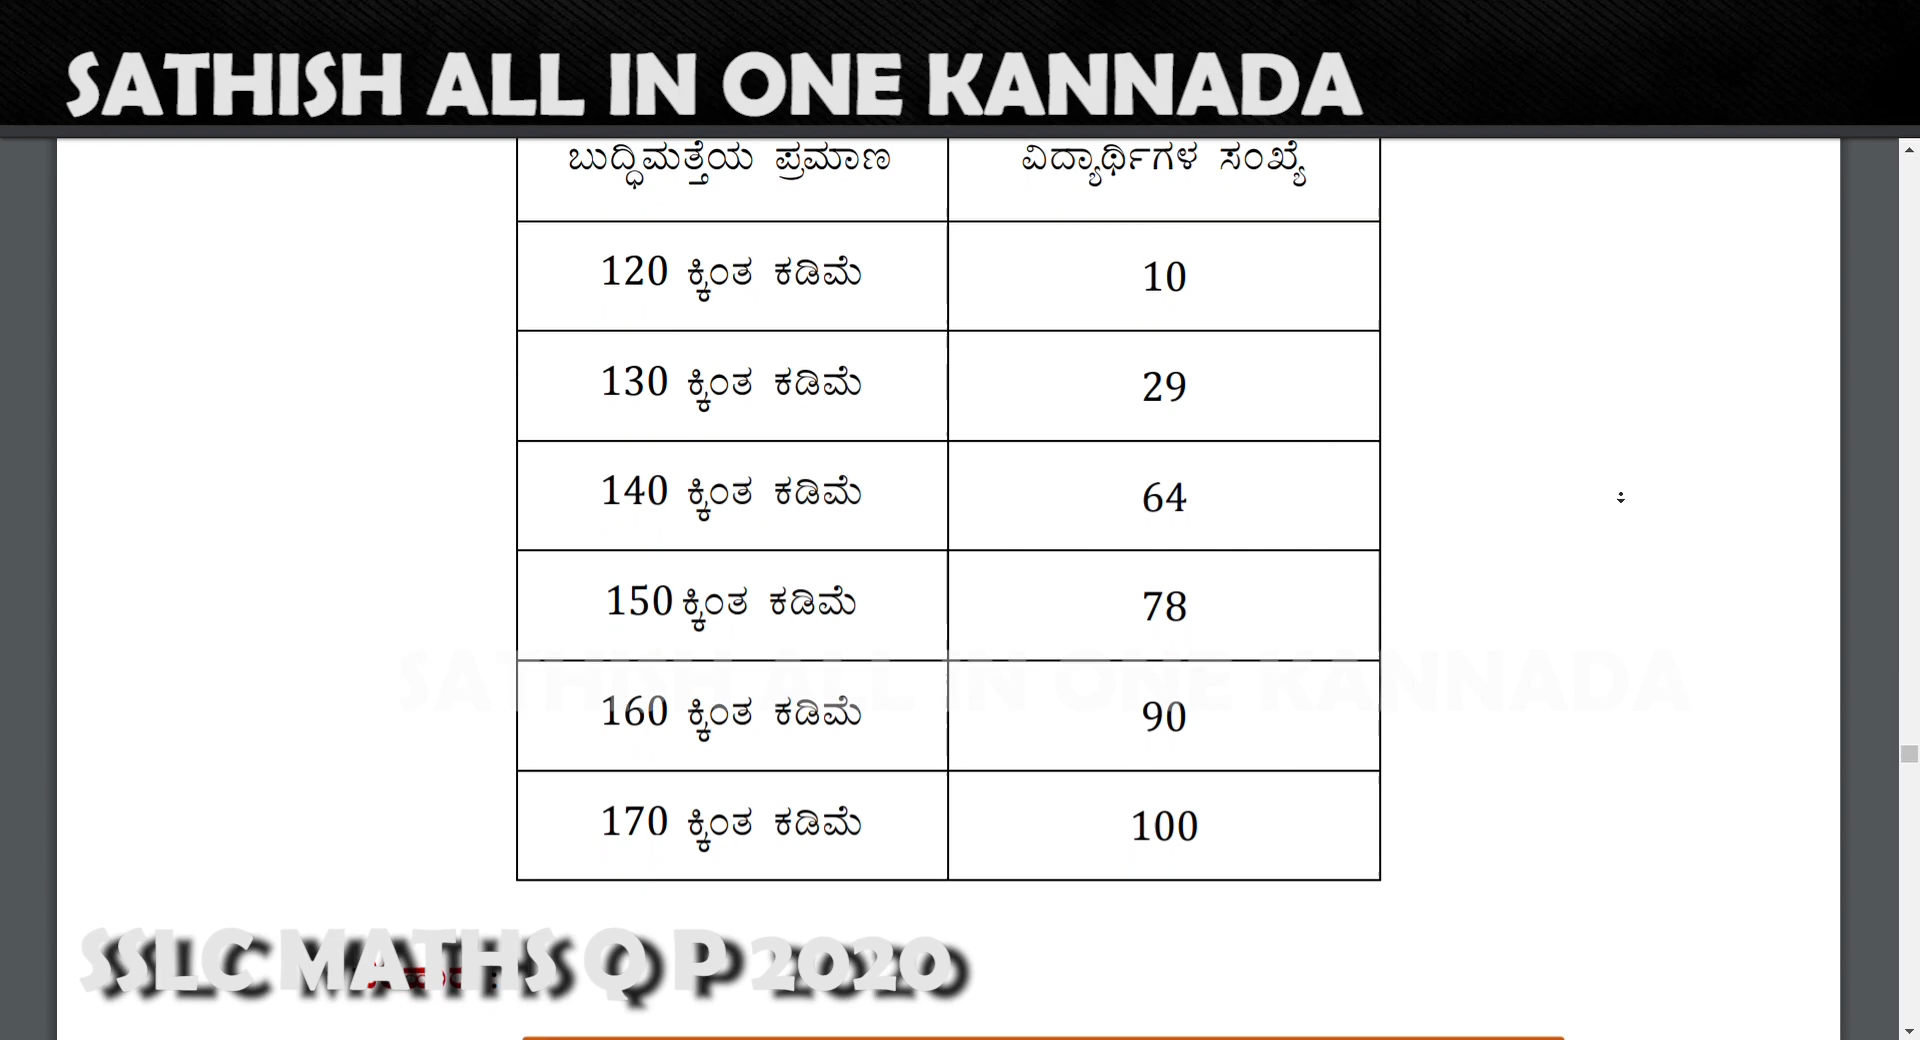 SATHISH ALL IN ONE KANNADA
ಬುದ್ಧಿಮತ್ತೆಯ ಪ್ರಮಾಣ ವಿದ್ಯಾರ್ಥಿಗಳ ಸಂಖ್ಯೆ
120 ಕ್ಕಿಂತ ಕಡಿಮೆ 10
130 ಕ್ಕಿಂತ ಕಡಿಮೆ 29
140 ಕ್ಕಿಂತ ಕಡಿಮೆ 64
150 ಕ್ಕಿಂತ ಕಡಿಮೆ 78
SATHISH ALL IN ONE KANNADA
160 ಕ್ಕಿಂತ ಕಡಿಮೆ 90
170 ಕ್ಕಿಂತ ಕಡಿಮೆ 100
SSLC MATHS Q P 2020